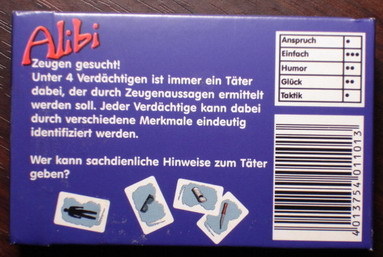 Alibi
Zeugen gesucht!
Unter 4 Verdächtigen ist immer ein Täter
dabei, der durch Zeugenaussagen ermittelt
werden soll. Jeder Verdächtige kann dabei
durch verschiedene Merkmale eindeutig
identifiziert werden.
Wer kann sachdienliche Hinweise zum Täter
geben?
Anspruch •
Einfach •••
Humor ••
Glück ••
Taktik •
4013754011013